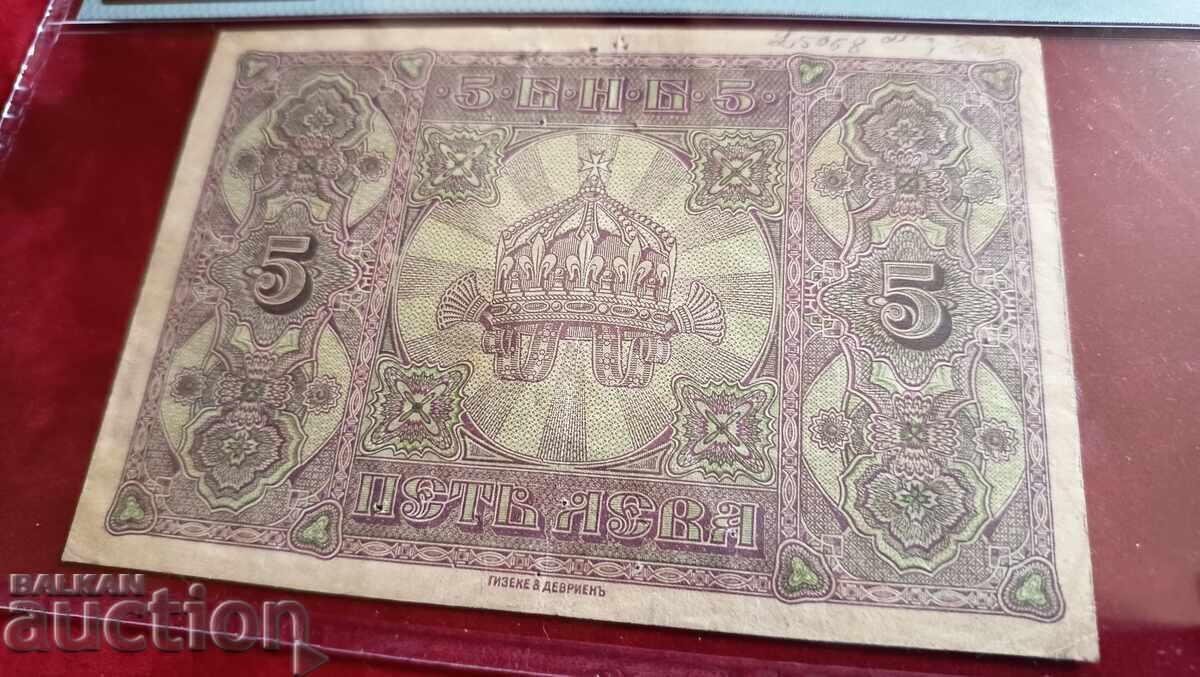 5 · Б · Н · Б · 5
5
5
ПЕТЬ ЛЕВА
ГИЗЕКЕ & ДЕВРИЕНЪ
BALKAN
auction